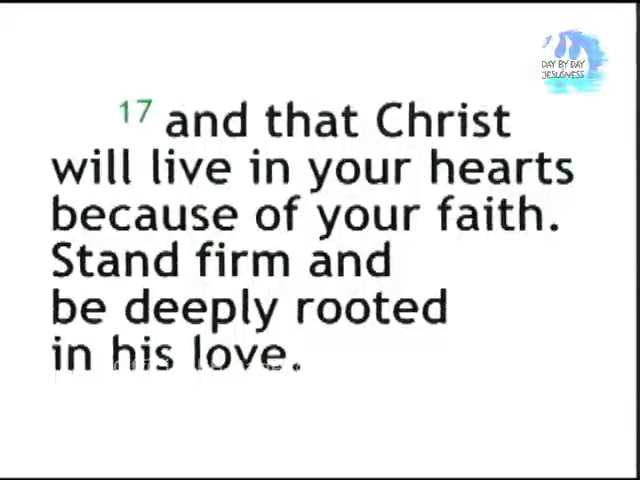 DAY BY DAY
JESUSNESS
17 and that Christ
will live in your hearts
because of your faith.
Stand firm and
be deeply rooted
in his love.